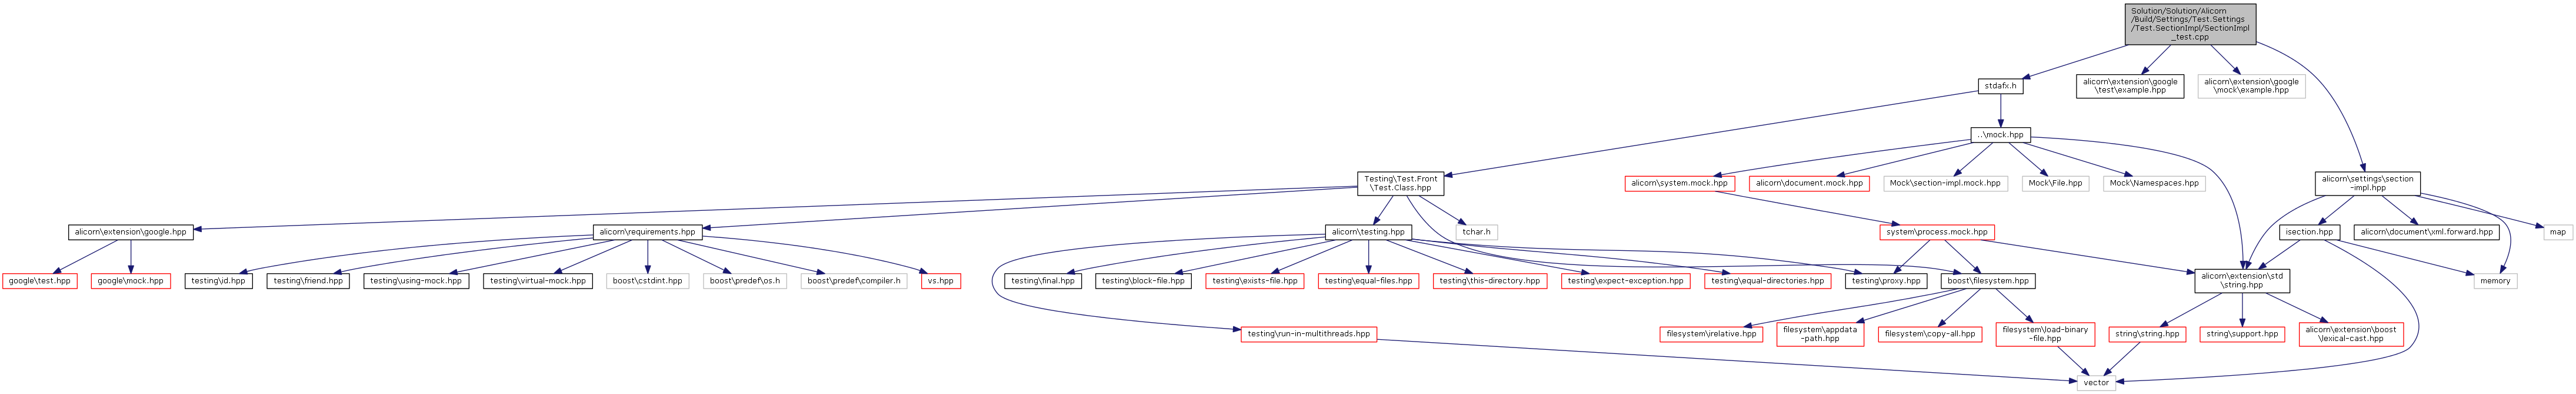 Solution/Solution/Alicorn
/Build/Settings/Test.Settings
/Test.SectionImpl/SectionImpl
_test.cpp
stdafx.h
alicorn\extension\google
\test\example.hpp
alicorn\extension\google
\mock\example.hpp
..\mock.hpp
Testing\Test.Front
\Test.Class.hpp
alicorn\system.mock.hpp
alicorn\document.mock.hpp
Mock\section-impl.mock.hpp
Mock\File.hpp
Mock\Namespaces.hpp
alicorn\settings\section
-impl.hpp
alicorn\extension\google.hpp
alicorn\requirements.hpp
alicorn\testing.hpp
tchar.h
system\process.mock.hpp
isection.hpp
alicorn\document\xml.forward.hpp
map
google\test.hpp
google\mock.hpp
testing\id.hpp
testing\friend.hpp
testing\using-mock.hpp
testing\virtual-mock.hpp
boost\cstdint.hpp
boost\predef\os.h
boost\predef\compiler.h
vs.hpp
testing\final.hpp
testing\block-file.hpp
testing\exists-file.hpp
testing\equal-files.hpp
testing\this-directory.hpp
testing\expect-exception.hpp
testing\equal-directories.hpp
testing\proxy.hpp
boost\filesystem.hpp
alicorn\extension\std
\string.hpp
memory
testing\run-in-multithreads.hpp
filesystem\irelative.hpp
filesystem\appdata
-path.hpp
filesystem\copy-all.hpp
filesystem\load-binary
-file.hpp
string\string.hpp
string\support.hpp
alicorn\extension\boost
\lexical-cast.hpp
vector